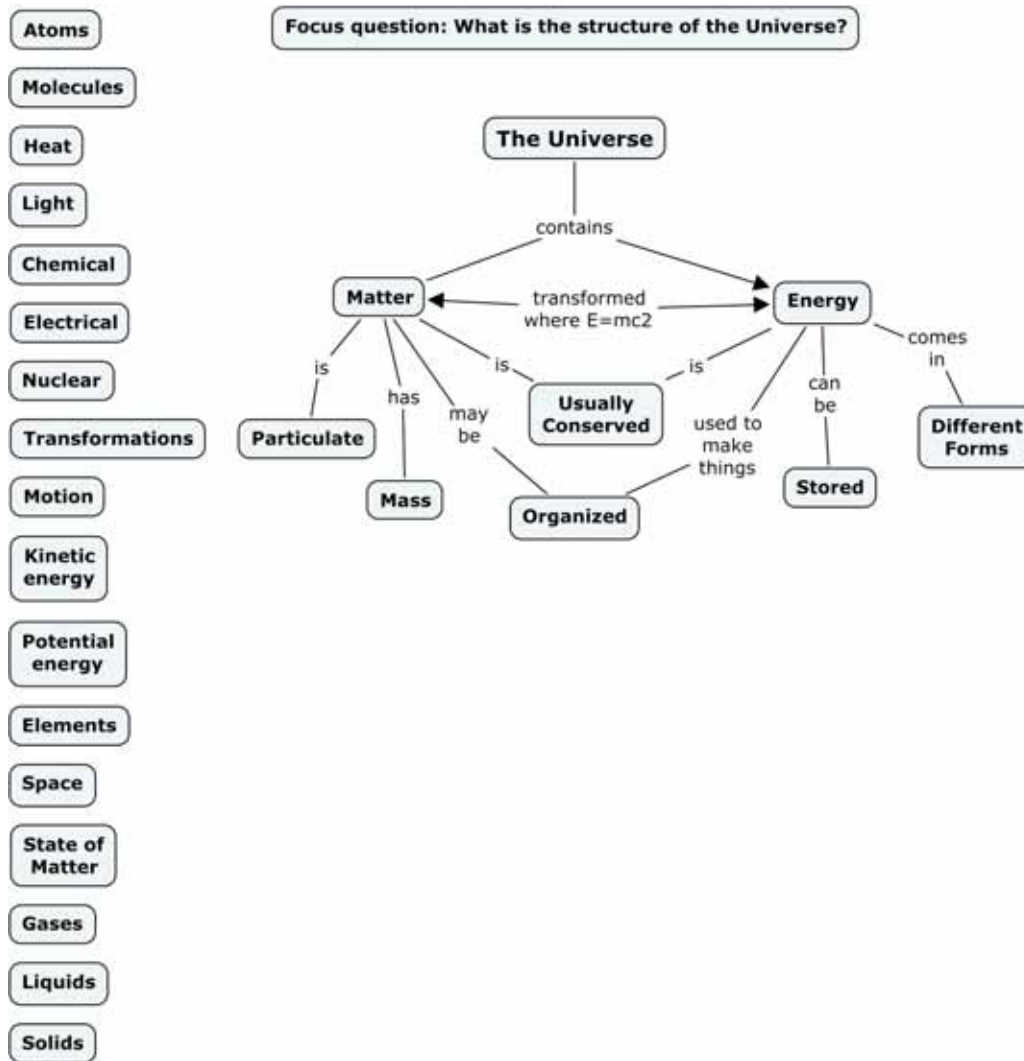 Atoms
Focus question: What is the structure of the Universe?
Molecules
Heat
Light
Chemical
Electrical
Nuclear
Transformations
Motion
Kinetic
energy
Potential
energy
Elements
Space
State of
Matter
Gases
Liquids
Solids
The Universe
contains
Matter
transformed
where E=mc2
Energy
is
has
may
be
is
is
used to
make
things
can
be
comes
in
Particulate
Mass
Organized
Usually
Conserved
Stored
Different
Forms